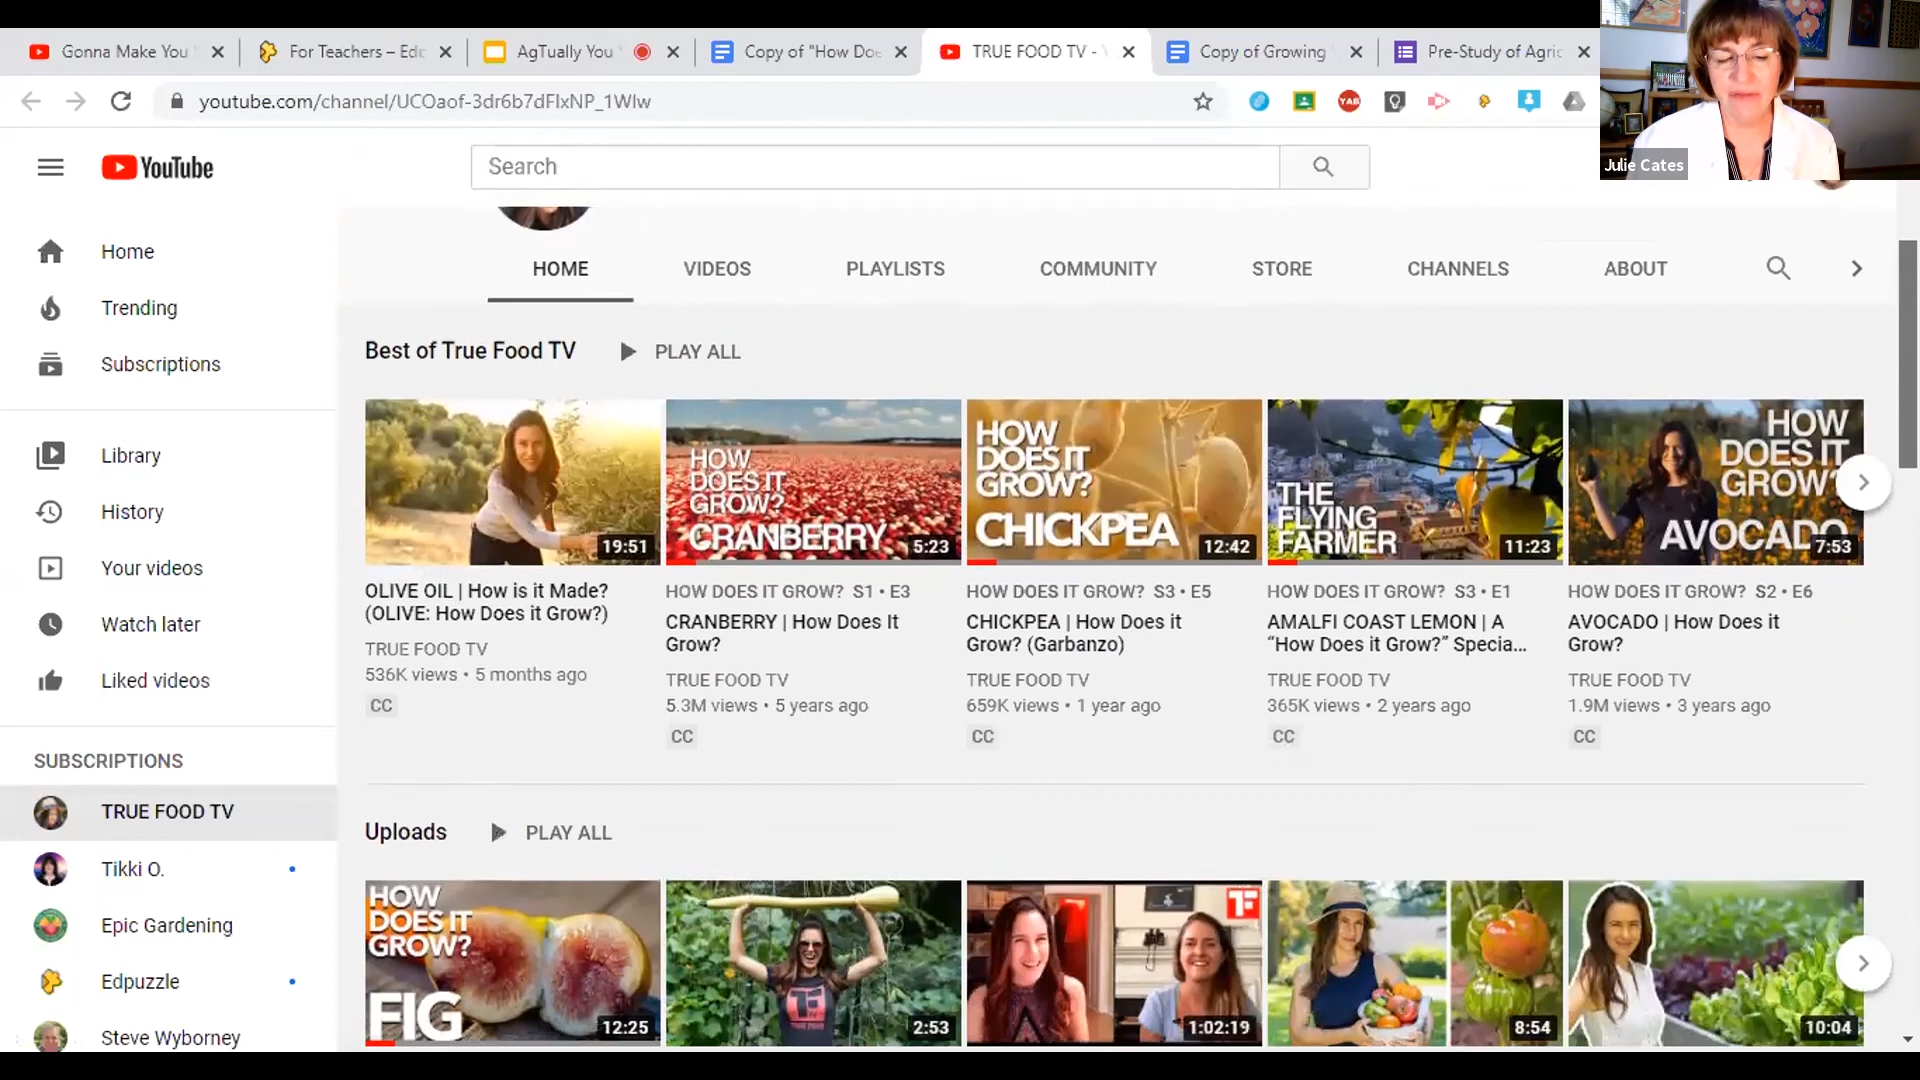 Gonna Make You
For Teachers – Edp
AgTually You
Copy of "How Doe
TRUE FOOD TV -
Copy of Growing
Pre-Study of Agric
youtube.com/channel/UCOaof-3dr6b7dFIxNP_1Wlw
YAB
Julie Cates
YouTube
Search
Home
Trending
Subscriptions
Library
History
Your videos
Watch later
Liked videos
SUBSCRIPTIONS
TRUE FOOD TV
Tikki O.
Epic Gardening
Edpuzzle
Steve Wyborney
HOME
VIDEOS
PLAYLISTS
COMMUNITY
STORE
CHANNELS
ABOUT
Best of True Food TV
PLAY ALL
19:51
OLIVE OIL | How is it Made?
(OLIVE: How Does it Grow?)
TRUE FOOD TV
536K views • 5 months ago
CC
HOW
DOES IT
GROW?
CRANBERRY
5:23
HOW DOES IT GROW? S1 • E3
CRANBERRY | How Does It
Grow?
TRUE FOOD TV
5.3M views • 5 years ago
CC
HOW
DOES IT
GROW?
CHICKPEA
12:42
HOW DOES IT GROW? S3 • E5
CHICKPEA | How Does it
Grow? (Garbanzo)
TRUE FOOD TV
659K views • 1 year ago
CC
THE
FLYING
FARMER
11:23
HOW DOES IT GROW? S3 • E1
AMALFI COAST LEMON | A
“How Does it Grow?” Specia...
TRUE FOOD TV
365K views • 2 years ago
CC
HOW
DOES IT
GROW?
AVOCADO
7:53
HOW DOES IT GROW? S2 • E6
AVOCADO | How Does it
Grow?
TRUE FOOD TV
1.9M views • 3 years ago
CC
Uploads
PLAY ALL
HOW
DOES IT
GROW?
FIG
12:25
2:53
1:02:19
8:54
10:04